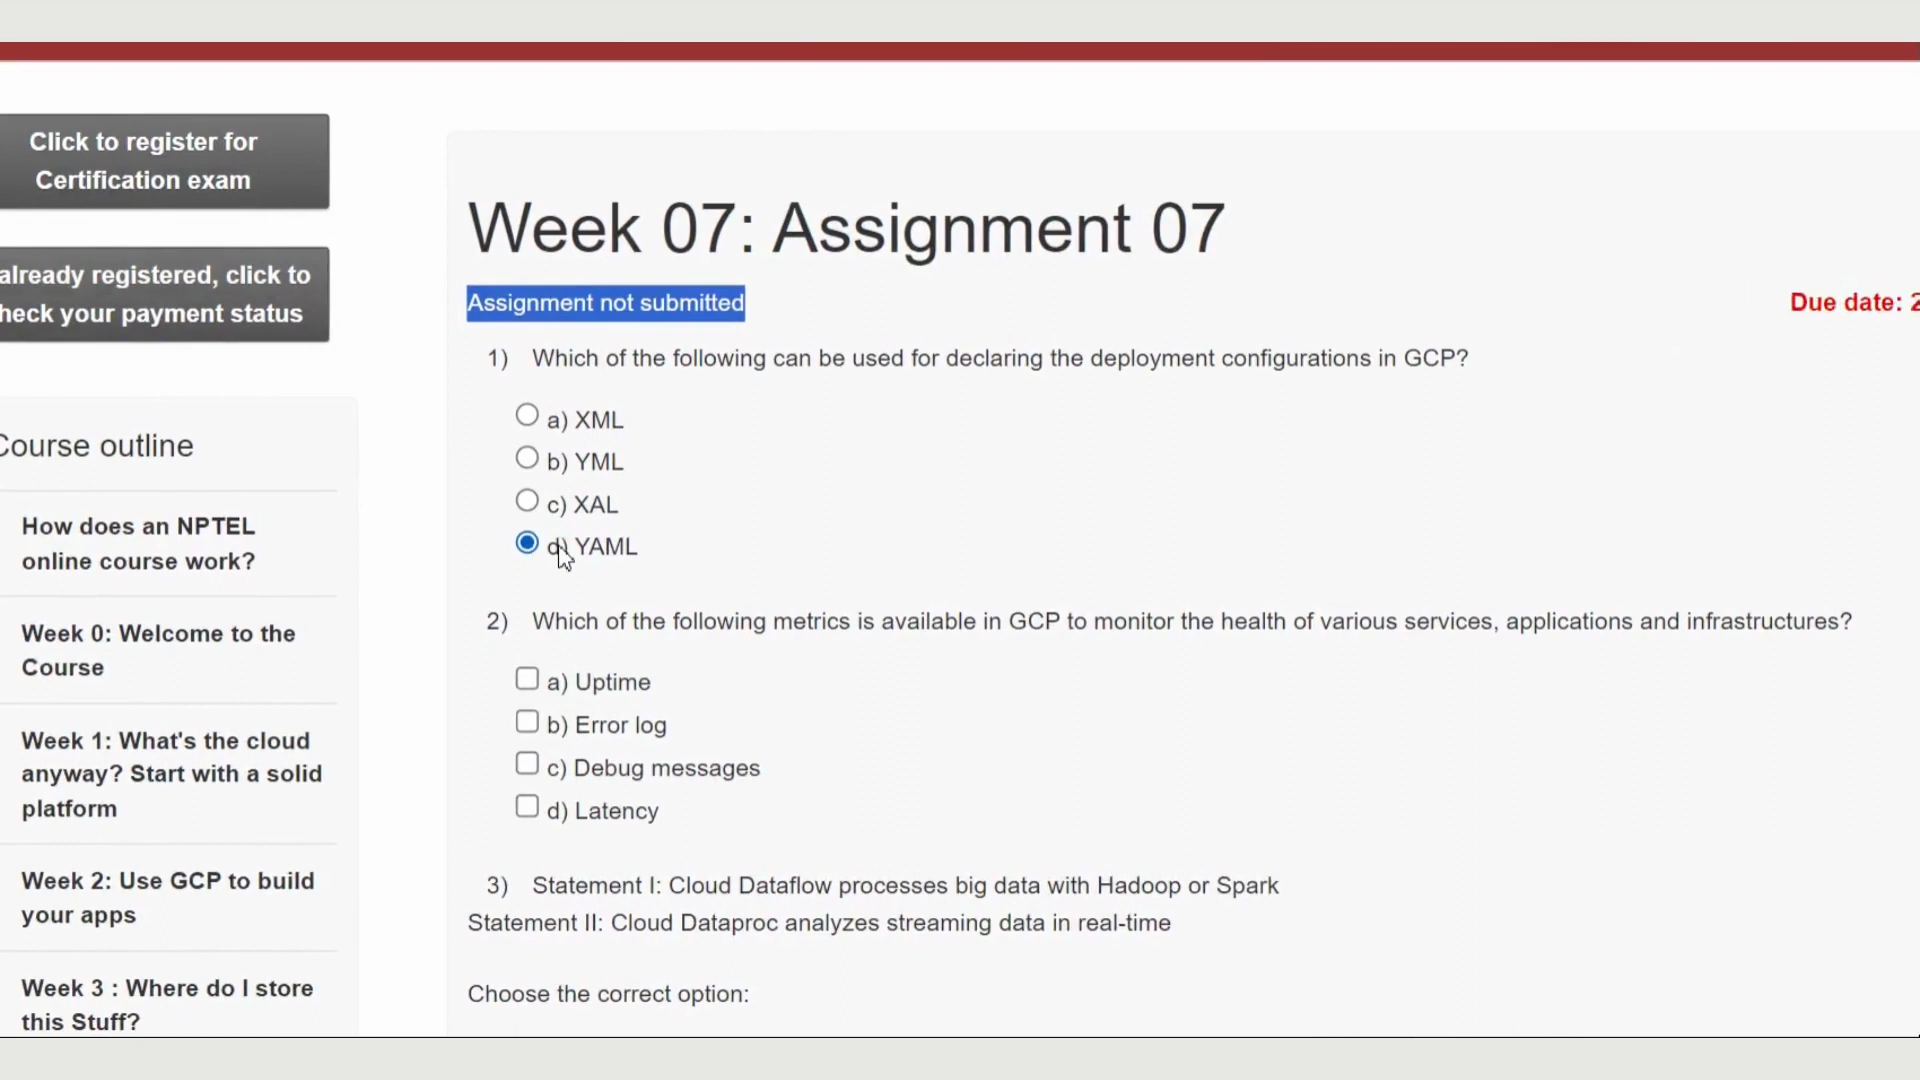 Click to register for
Certification exam
already registered, click to
heck your payment status
Course outline
How does an NPTEL
online course work?
Week 0: Welcome to the
Course
Week 1: What's the cloud
anyway? Start with a solid
platform
Week 2: Use GCP to build
your apps
Week 3 : Where do I store
this Stuff?
Week 07: Assignment 07
Assignment not submitted
Due date: 2
1) Which of the following can be used for declaring the deployment configurations in GCP?
a) XML
b) YML
c) XAL
d) YAML
2) Which of the following metrics is available in GCP to monitor the health of various services, applications and infrastructures?
a) Uptime
b) Error log
c) Debug messages
d) Latency
3) Statement I: Cloud Dataflow processes big data with Hadoop or Spark
Statement II: Cloud Dataproc analyzes streaming data in real-time
Choose the correct option: